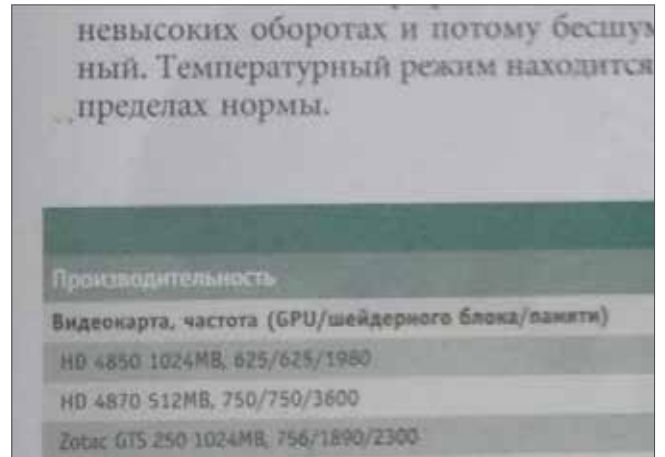 невысоких оборотах и потому бесшум
ный. Температурный режим находится
пределах нормы.
Производительность
Видеокарта, частота (GPU/шейдерного блока/памяти)
HD 4850 1024MB, 625/625/1980
HD 4870 512MB, 750/750/3600
Zotac GTS 250 1024MB, 756/1890/2300